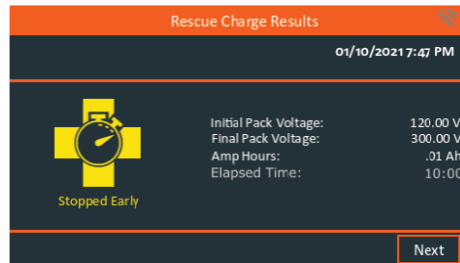 Rescue Charge Results
01/10/2021 7:47 PM
Initial Pack Voltage: 120.00 V
Final Pack Voltage: 300.00 V
Amp Hours: .01 Ah
Elapsed Time: 10:00
Stopped Early
Next